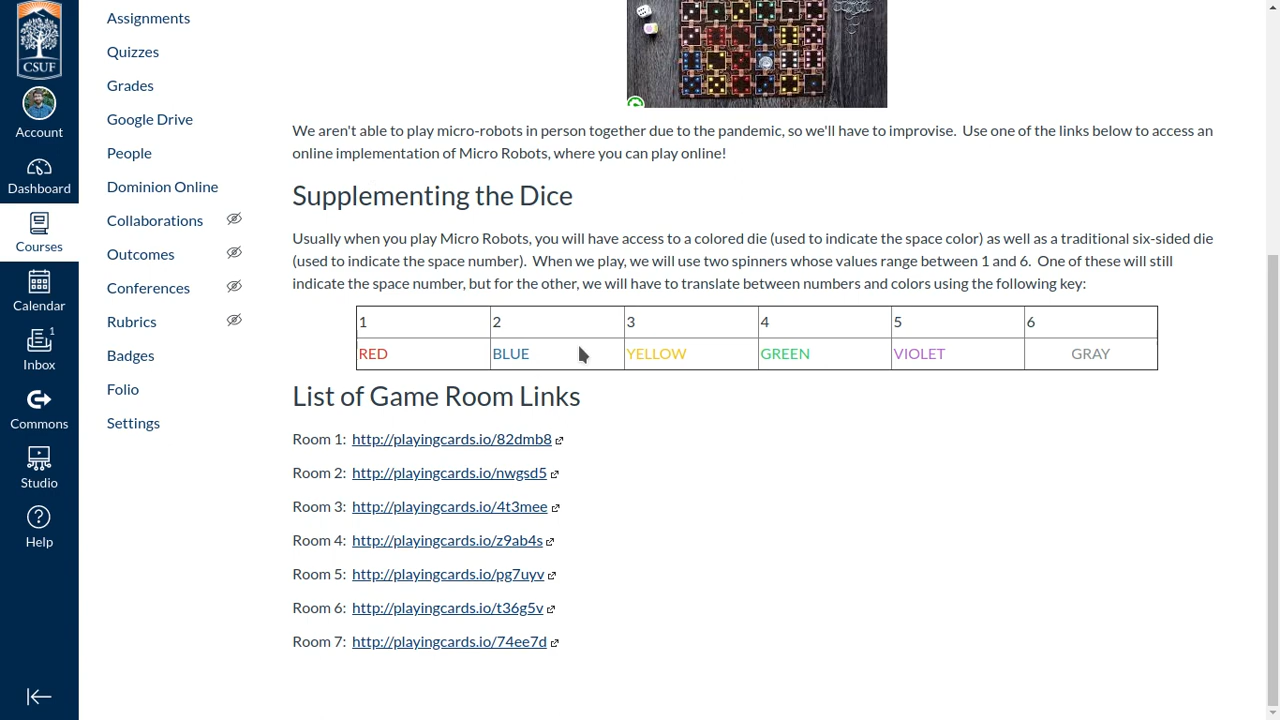 CSUF
Account
Dashboard
Courses
Calendar
Inbox
1
Commons
Studio
Help
Assignments
Quizzes
Grades
Google Drive
People
Dominion Online
Collaborations
Outcomes
Conferences
Rubrics
Badges
Folio
Settings
We aren't able to play micro-robots in person together due to the pandemic, so we'll have to improvise. Use one of the links below to access an
online implementation of Micro Robots, where you can play online!
Supplementing the Dice
Usually when you play Micro Robots, you will have access to a colored die (used to indicate the space color) as well as a traditional six-sided die
(used to indicate the space number). When we play, we will use two spinners whose values range between 1 and 6. One of these will still
indicate the space number, but for the other, we will have to translate between numbers and colors using the following key:
1 2 3 4 5 6
RED BLUE YELLOW GREEN VIOLET GRAY
List of Game Room Links
Room 1: http://playingcards.io/82dmb8
Room 2: http://playingcards.io/nwgsd5
Room 3: http://playingcards.io/4t3mee
Room 4: http://playingcards.io/z9ab4s
Room 5: http://playingcards.io/pg7uyv
Room 6: http://playingcards.io/t36g5v
Room 7: http://playingcards.io/74ee7d